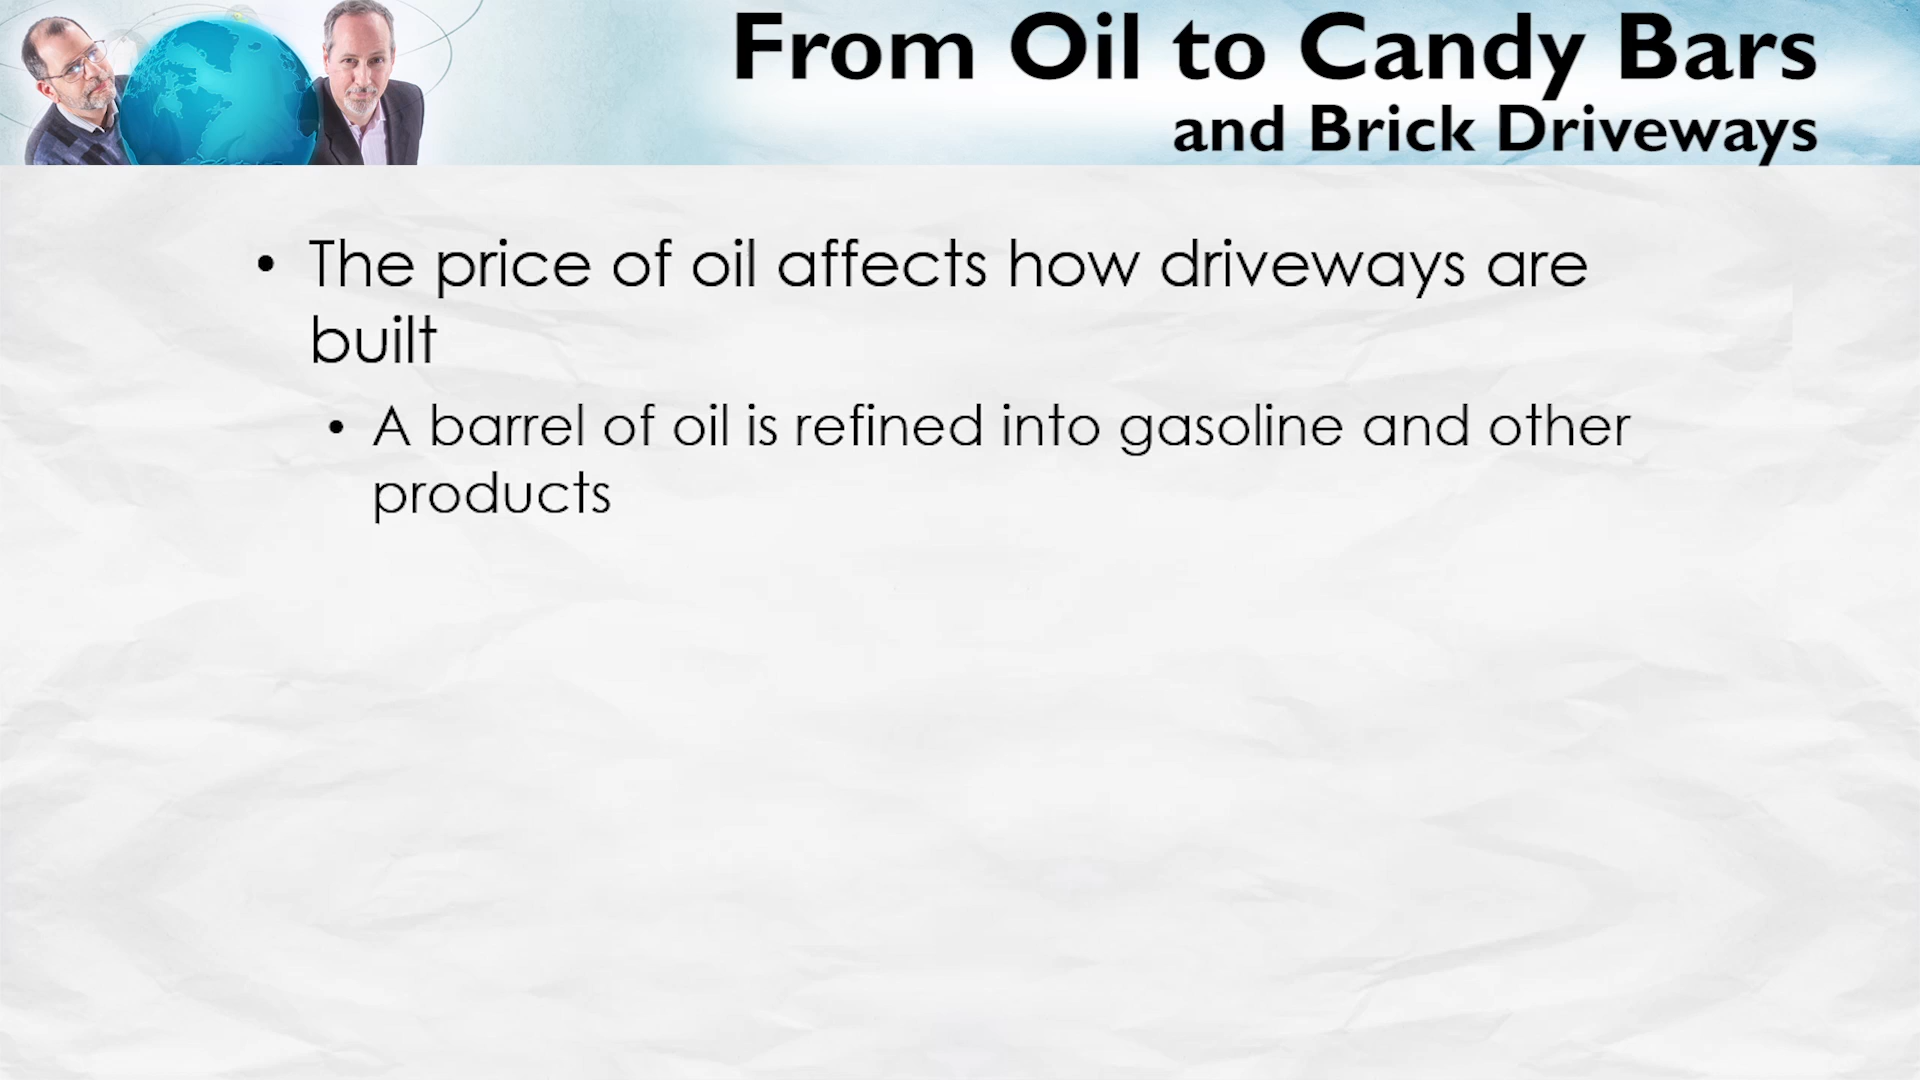 From Oil to Candy Bars
and Brick Driveways
• The price of oil affects how driveways are
built
• A barrel of oil is refined into gasoline and other
products